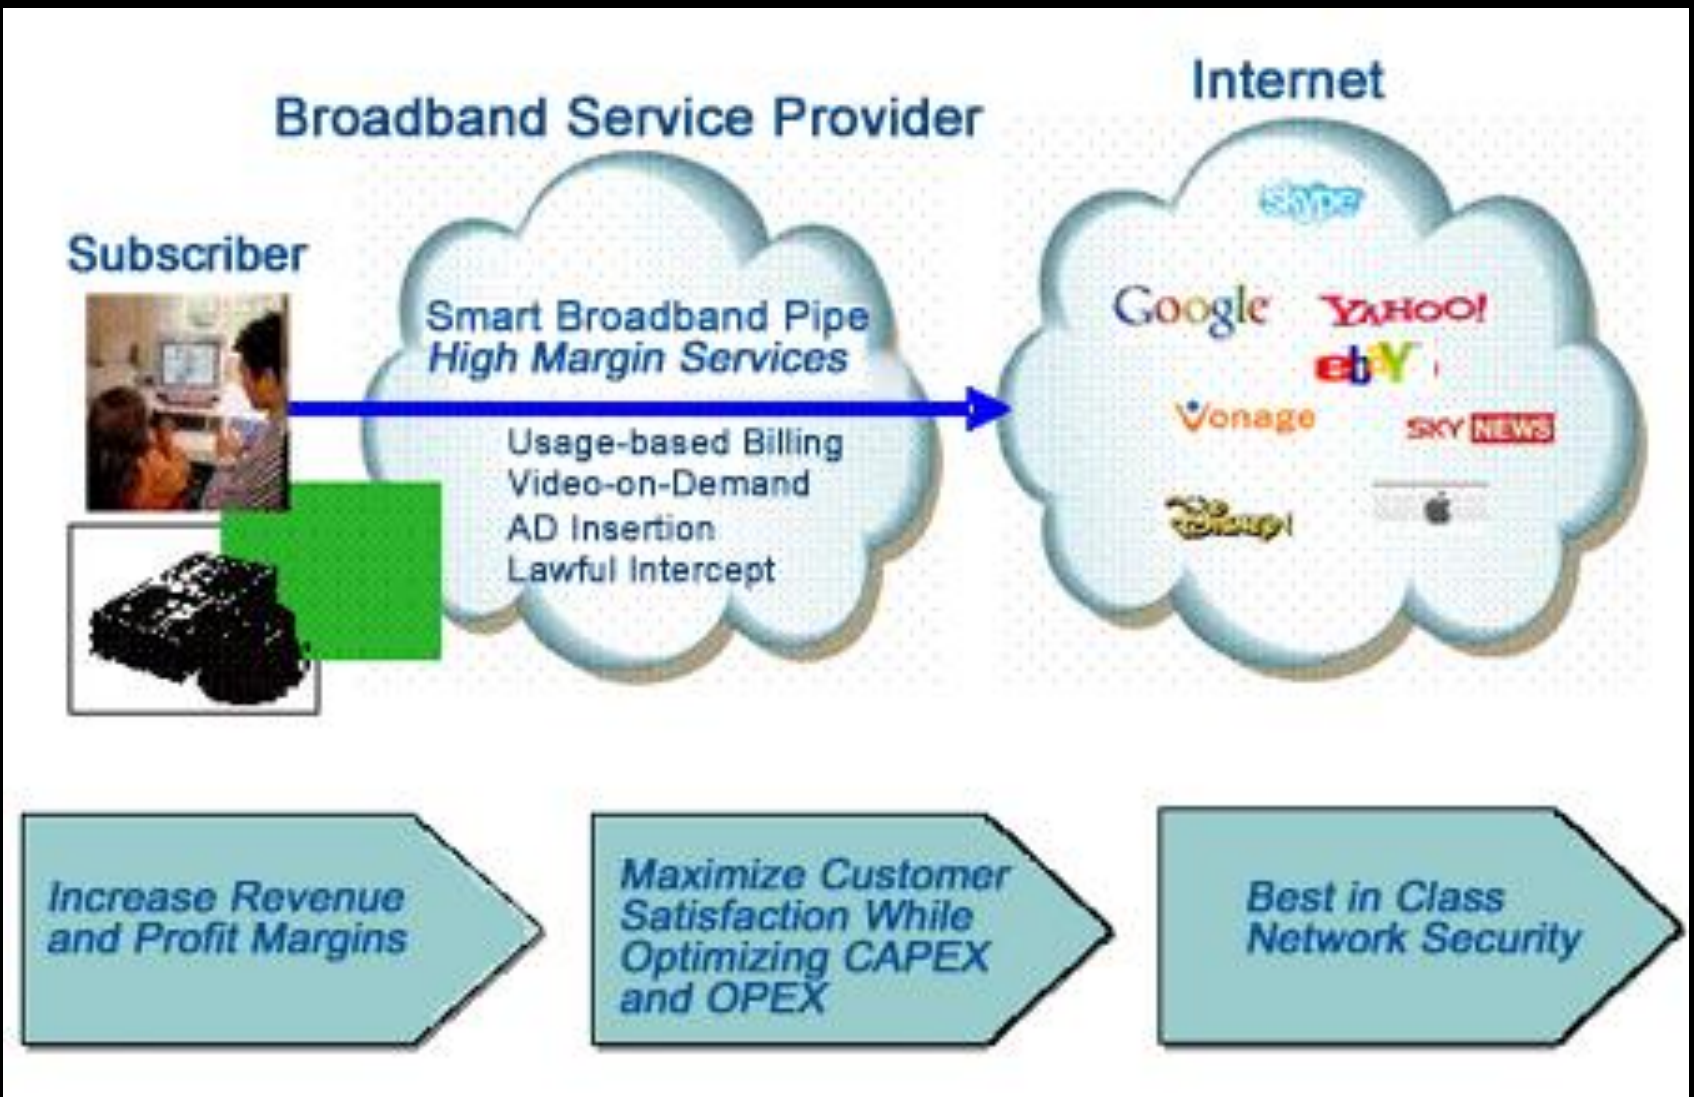 Internet
Broadband Service Provider
Subscriber
Smart Broadband Pipe
High Margin Services
Usage-based Billing
Video-on-Demand
AD Insertion
Lawful Intercept
skype
Google
YAHOO!
ebaY
Vonage
SKY NEWS
DISNEY
Increase Revenue
and Profit Margins
Maximize Customer
Satisfaction While
Optimizing CAPEX
and OPEX
Best in Class
Network Security